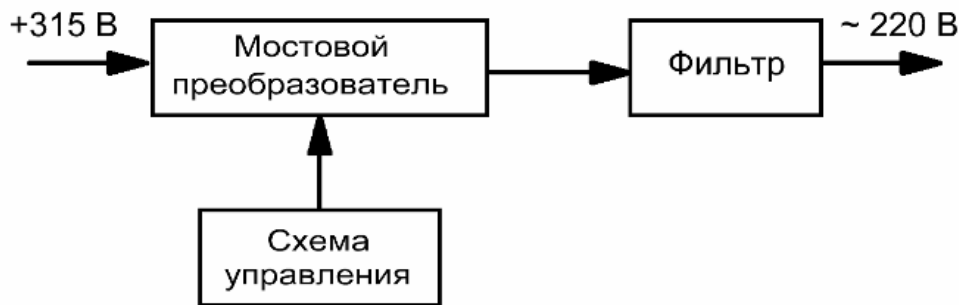 +315 В
Мостовой
преобразователь
Фильтр
~ 220 В
Схема
управления